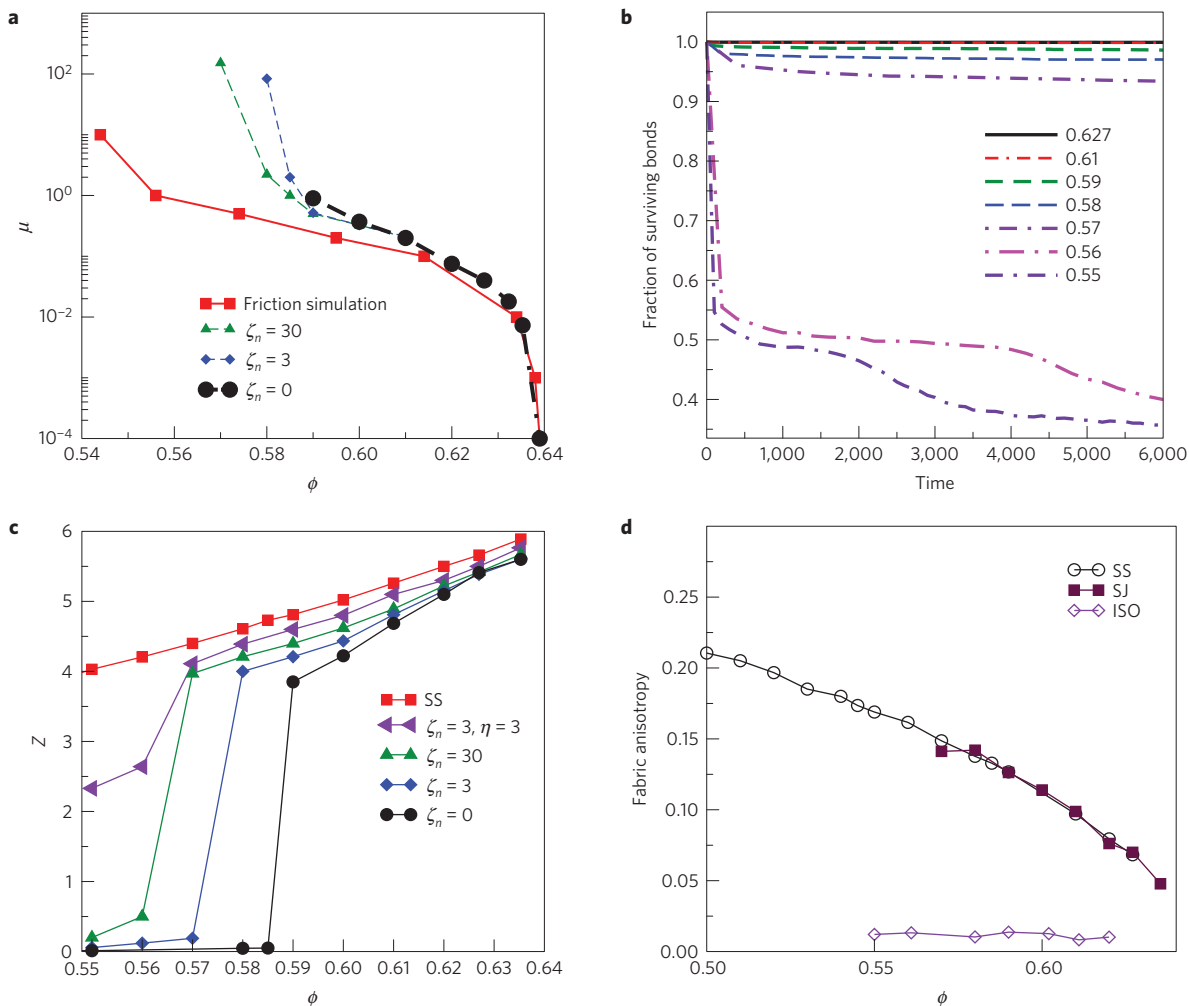 a
μ
10²
10⁰
10⁻²
10⁻⁴
Friction simulation
ζₙ = 30
ζₙ = 3
ζₙ = 0
0.54 0.56 0.58 0.60 0.62 0.64
ϕ
b
Fraction of surviving bonds
1.0
0.9
0.8
0.7
0.6
0.5
0.4
0.627
0.61
0.59
0.58
0.57
0.56
0.55
0 1,000 2,000 3,000 4,000 5,000 6,000
Time
c
Z
6
5
4
3
2
1
0
SS
ζₙ = 3, η = 3
ζₙ = 30
ζₙ = 3
ζₙ = 0
0.55 0.56 0.57 0.58 0.59 0.60 0.61 0.62 0.63 0.64
ϕ
d
Fabric anisotropy
0.25
0.20
0.15
0.10
0.05
0.00
SS
SJ
ISO
0.50 0.55 0.60
ϕ